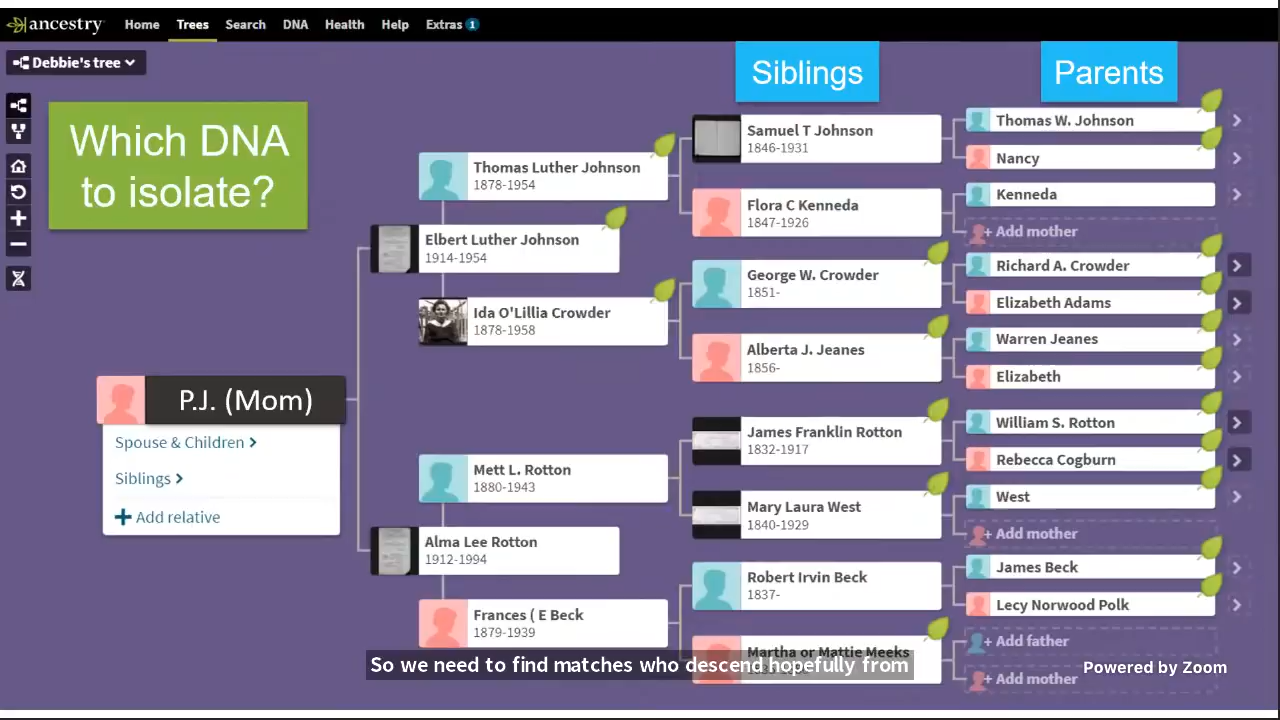 ancestry Home Trees Search DNA Health Help Extras 1
Debbie's tree
Siblings
Parents
Which DNA
to isolate?
P.J. (Mom)
Spouse & Children
Siblings
Add relative
Elbert Luther Johnson
1914-1954
Alma Lee Rotton
1912-1994
Thomas Luther Johnson
1878-1954
Ida O'Lillia Crowder
1878-1958
Mett L. Rotton
1880-1943
Frances ( E Beck
1879-1939
Samuel T Johnson
1846-1931
Flora C Kenneda
1847-1926
George W. Crowder
1851-
Alberta J. Jeanes
1856-
James Franklin Rotton
1832-1917
Mary Laura West
1840-1929
Robert Irvin Beck
1837-
Martha or Mattie Meeks
Thomas W. Johnson
Nancy
Kenneda
Add mother
Richard A. Crowder
Elizabeth Adams
Warren Jeanes
Elizabeth
William S. Rotton
Rebecca Cogburn
West
Add mother
James Beck
Lecy Norwood Polk
Add father
Add mother
So we need to find matches who descend hopefully from
Powered by Zoom